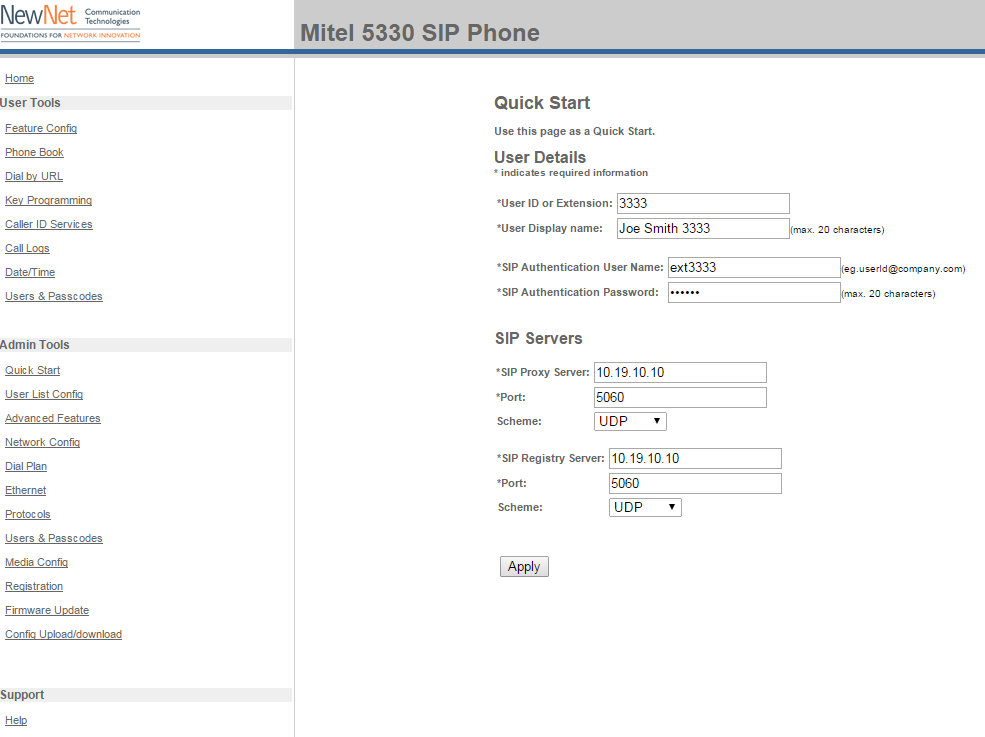 NewNet Communication Technologies
FOUNDATIONS FOR NETWORK INNOVATION
Mitel 5330 SIP Phone
Home
User Tools
Feature Config
Phone Book
Dial by URL
Key Programming
Caller ID Services
Call Logs
Date/Time
Users & Passcodes
Admin Tools
Quick Start
User List Config
Advanced Features
Network Config
Dial Plan
Ethernet
Protocols
Users & Passcodes
Media Config
Registration
Firmware Update
Config Upload/download
Support
Help
Quick Start
Use this page as a Quick Start.
User Details
* indicates required information
*User ID or Extension: 3333
*User Display name: Joe Smith 3333 (max. 20 characters)
*SIP Authentication User Name: ext3333 (eg.userId@company.com)
*SIP Authentication Password: •••••• (max. 20 characters)
SIP Servers
*SIP Proxy Server: 10.19.10.10
*Port: 5060
Scheme: UDP
*SIP Registry Server: 10.19.10.10
*Port: 5060
Scheme: UDP
Apply